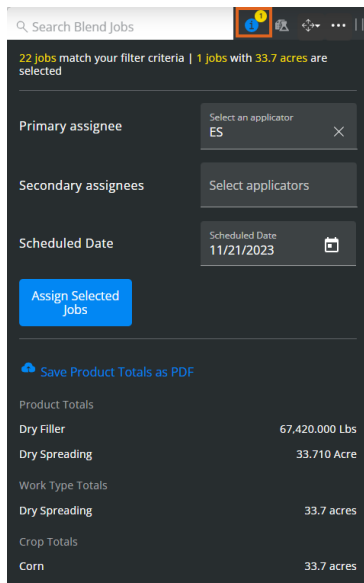 Search Blend Jobs
1
22 jobs match your filter criteria | 1 jobs with 33.7 acres are
selected
Primary assignee
Select an applicator
ES
Secondary assignees
Select applicators
Scheduled Date
Scheduled Date
11/21/2023
Assign Selected
Jobs
Save Product Totals as PDF
Product Totals
Dry Filler 67,420.000 Lbs
Dry Spreading 33.710 Acre
Work Type Totals
Dry Spreading 33.7 acres
Crop Totals
Corn 33.7 acres